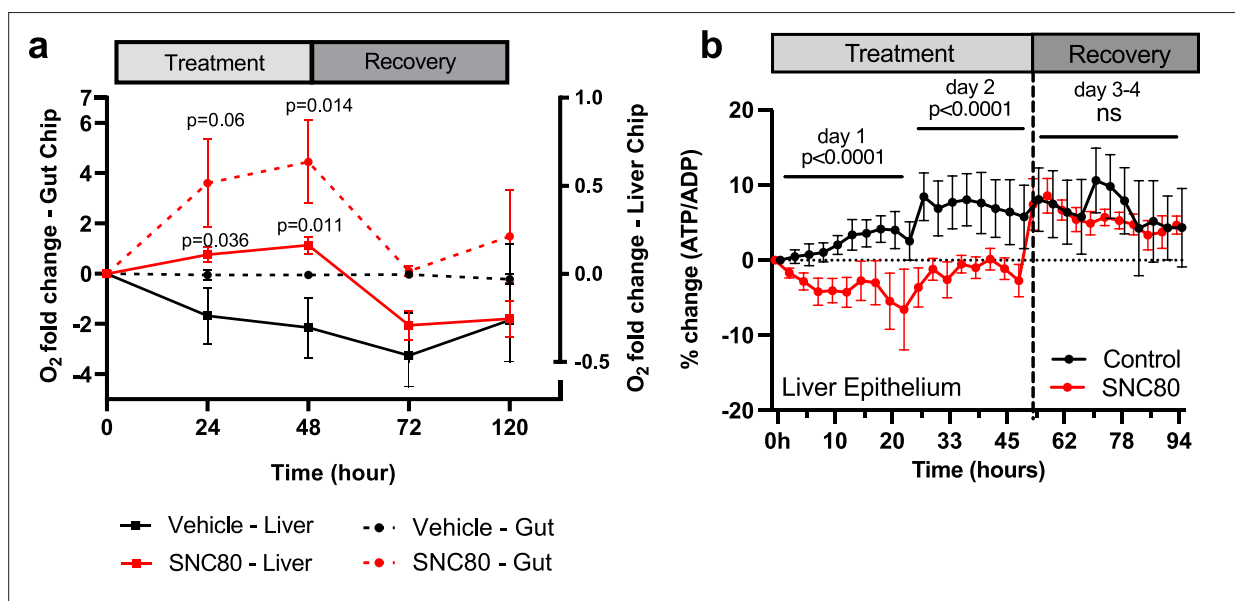 a
Treatment
Recovery
O2 fold change - Gut Chip
7
6
4
2
0
-2
-4
p=0.06
p=0.014
p=0.036
p=0.011
1.0
0.5
0.0
-0.5
O2 fold change - Liver Chip
0
24
48
72
120
Time (hour)
Vehicle - Liver
Vehicle - Gut
SNC80 - Liver
SNC80 - Gut
b
Treatment
Recovery
% change (ATP/ADP)
20
10
0
-10
-20
day 1
p<0.0001
day 2
p<0.0001
day 3-4
ns
Control
SNC80
Liver Epithelium
0h
10
20
33
45
62
78
94
Time (hours)